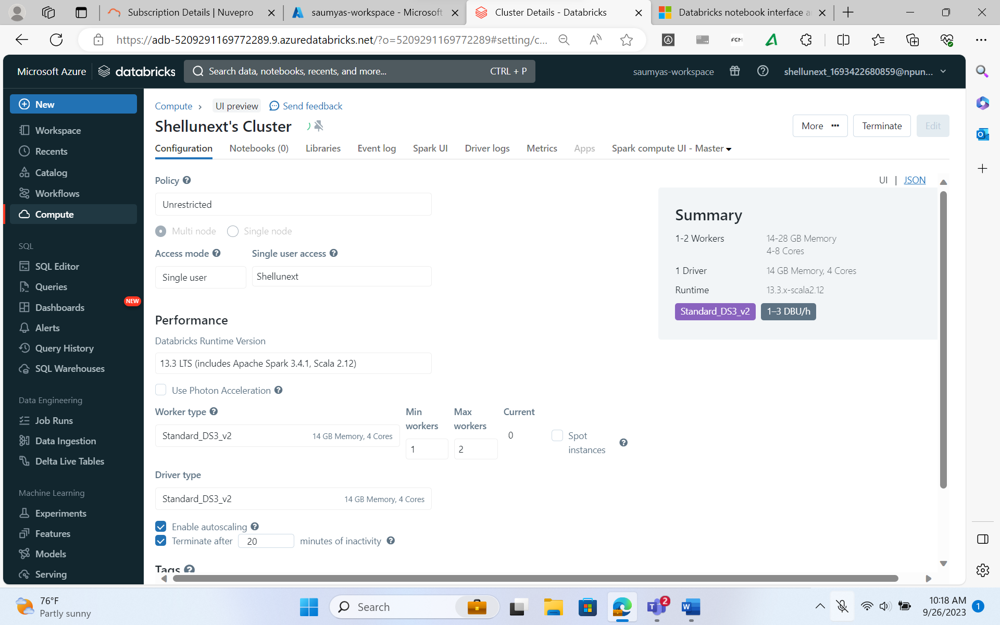 Subscription Details | Nuvepro
saumyas-workspace - Microsoft
Cluster Details - Databricks
Databricks notebook interface a
https://adb-5209291169772289.9.azuredatabricks.net/?o=5209291169772289#setting/c...
FCM
Microsoft Azure
databricks
Search data, notebooks, recents, and more...
CTRL + P
saumyas-workspace
shellunext_1693422680859@npun...
New
Workspace
Recents
Catalog
Workflows
Compute
SQL
SQL Editor
Queries
Dashboards
NEW
Alerts
Query History
SQL Warehouses
Data Engineering
Job Runs
Data Ingestion
Delta Live Tables
Machine Learning
Experiments
Features
Models
Serving
Compute
UI preview
Send feedback
Shellunext's Cluster
More
Terminate
Edit
Configuration
Notebooks (0)
Libraries
Event log
Spark UI
Driver logs
Metrics
Apps
Spark compute UI - Master
Policy
UI | JSON
Unrestricted
Multi node
Single node
Access mode
Single user access
Single user
Shellunext
Performance
Databricks Runtime Version
13.3 LTS (includes Apache Spark 3.4.1, Scala 2.12)
Use Photon Acceleration
Worker type
Min workers
Max workers
Current
Standard_DS3_v2
14 GB Memory, 4 Cores
1
2
0
Spot instances
Driver type
Standard_DS3_v2
14 GB Memory, 4 Cores
Enable autoscaling
Terminate after
20
minutes of inactivity
Tags
Summary
1-2 Workers
14-28 GB Memory
4-8 Cores
1 Driver
14 GB Memory, 4 Cores
Runtime
13.3.x-scala2.12
Standard_DS3_v2
1–3 DBU/h
76°F
Partly sunny
Search
2
10:18 AM
9/26/2023
1